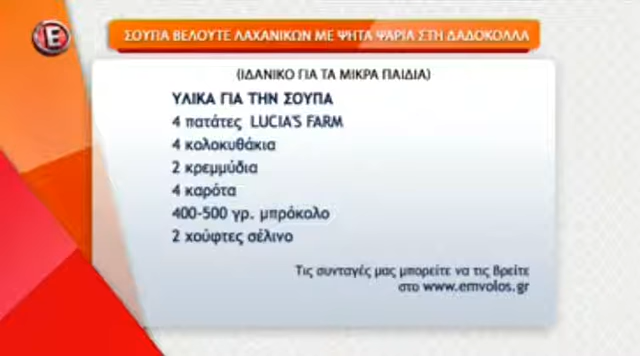 E
ΣΟΥΠΑ ΒΕΛΟΥΤΕ ΛΑΧΑΝΙΚΩΝ ΜΕ ΨΗΤΑ ΨΑΡΙΑ ΣΤΗ ΛΑΔΟΚΟΛΛΑ
(ΙΔΑΝΙΚΟ ΓΙΑ ΤΑ ΜΙΚΡΑ ΠΑΙΔΙΑ)
ΥΛΙΚΑ ΓΙΑ ΤΗΝ ΣΟΥΠΑ
4 πατάτες LUCIA'S FARM
4 κολοκυθάκια
2 κρεμμύδια
4 καρότα
400-500 γρ. μπρόκολο
2 χούφτες σέλινο
Τις συνταγές μας μπορείτε να τις βρείτε
στο www.emvolos.gr